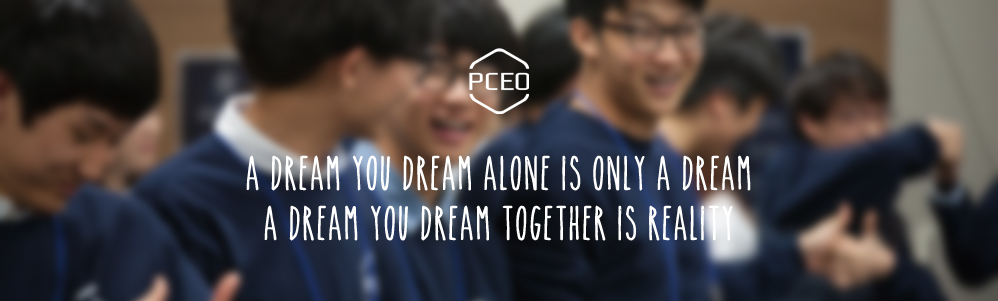 PCEO
A DREAM YOU DREAM ALONE IS ONLY A DREAM
A DREAM YOU DREAM TOGETHER IS REALITY